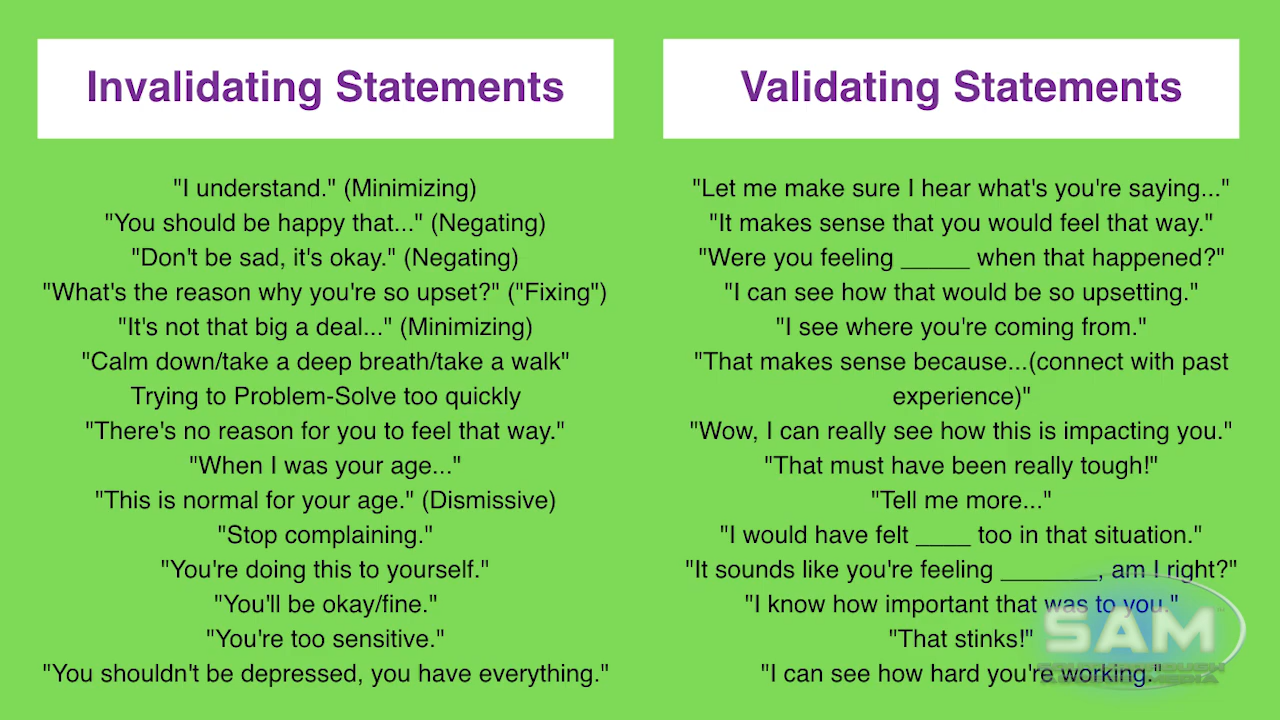 Invalidating Statements
"I understand." (Minimizing)
"You should be happy that..." (Negating)
"Don't be sad, it's okay." (Negating)
"What's the reason why you're so upset?" ("Fixing")
"It's not that big a deal..." (Minimizing)
"Calm down/take a deep breath/take a walk"
Trying to Problem-Solve too quickly
"There's no reason for you to feel that way."
"When I was your age..."
"This is normal for your age." (Dismissive)
"Stop complaining."
"You're doing this to yourself."
"You'll be okay/fine."
"You're too sensitive."
"You shouldn't be depressed, you have everything."
Validating Statements
"Let me make sure I hear what's you're saying..."
"It makes sense that you would feel that way."
"Were you feeling _____ when that happened?"
"I can see how that would be so upsetting."
"I see where you're coming from."
"That makes sense because...(connect with past
experience)"
"Wow, I can really see how this is impacting you."
"That must have been really tough!"
"Tell me more..."
"I would have felt ____ too in that situation."
"It sounds like you're feeling _______, am I right?"
"I know how important that was to you."
"That stinks!"
"I can see how hard you're working."
SAM